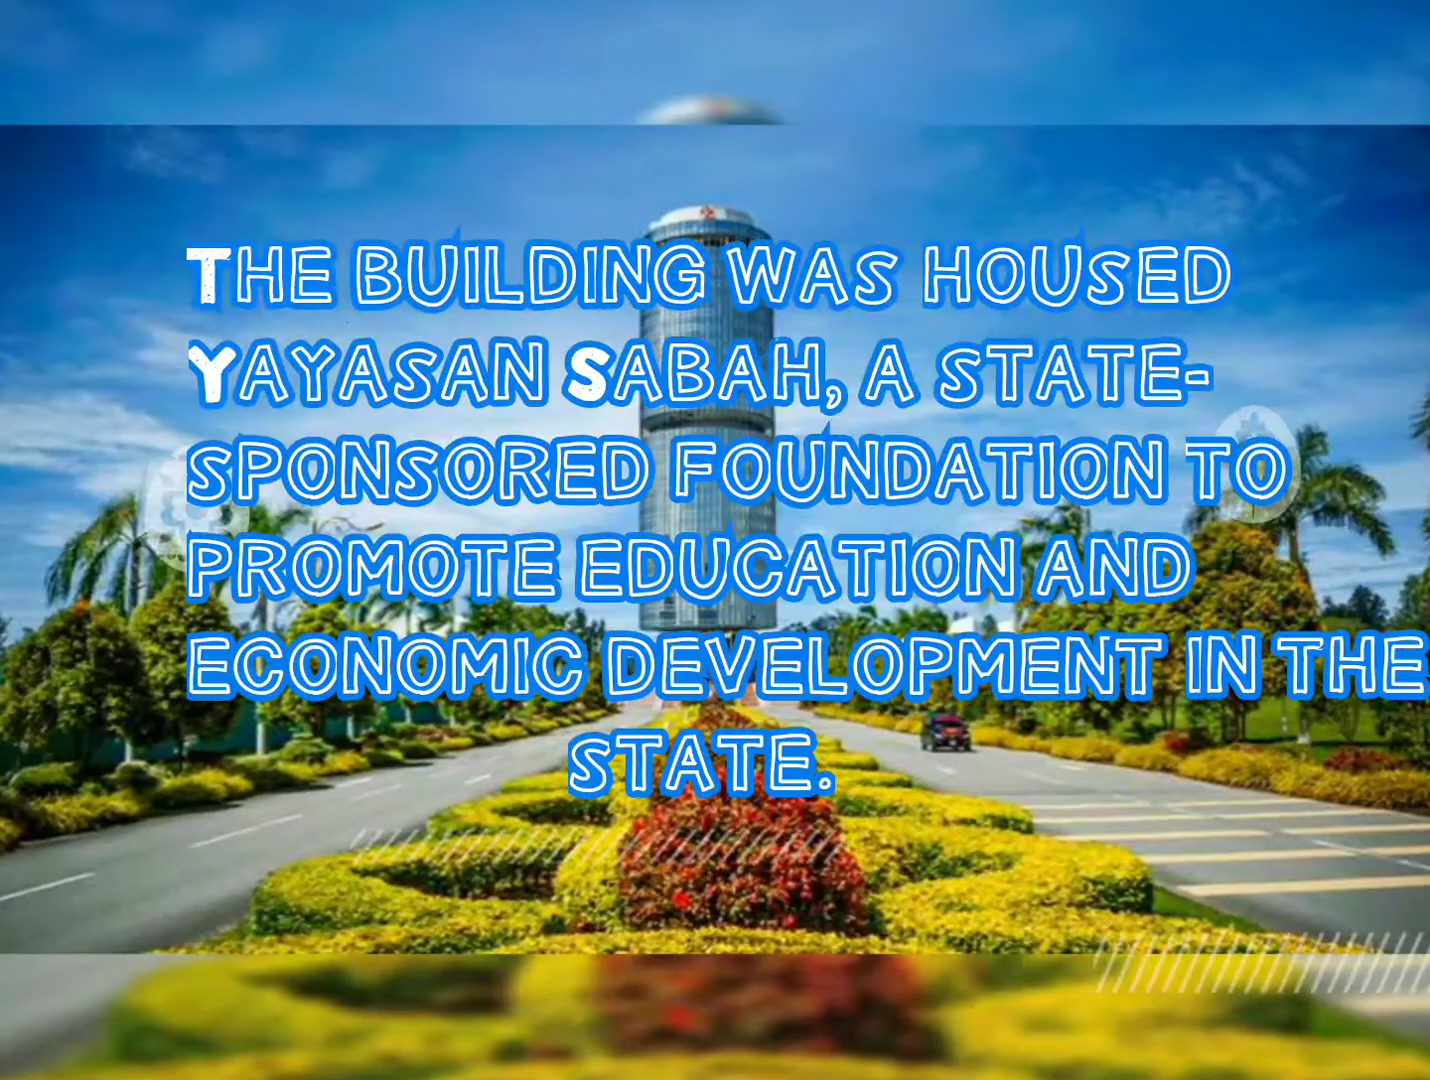 The building was housed
Yayasan Sabah, a state-
sponsored foundation to
promote education and
economic development in the
state.